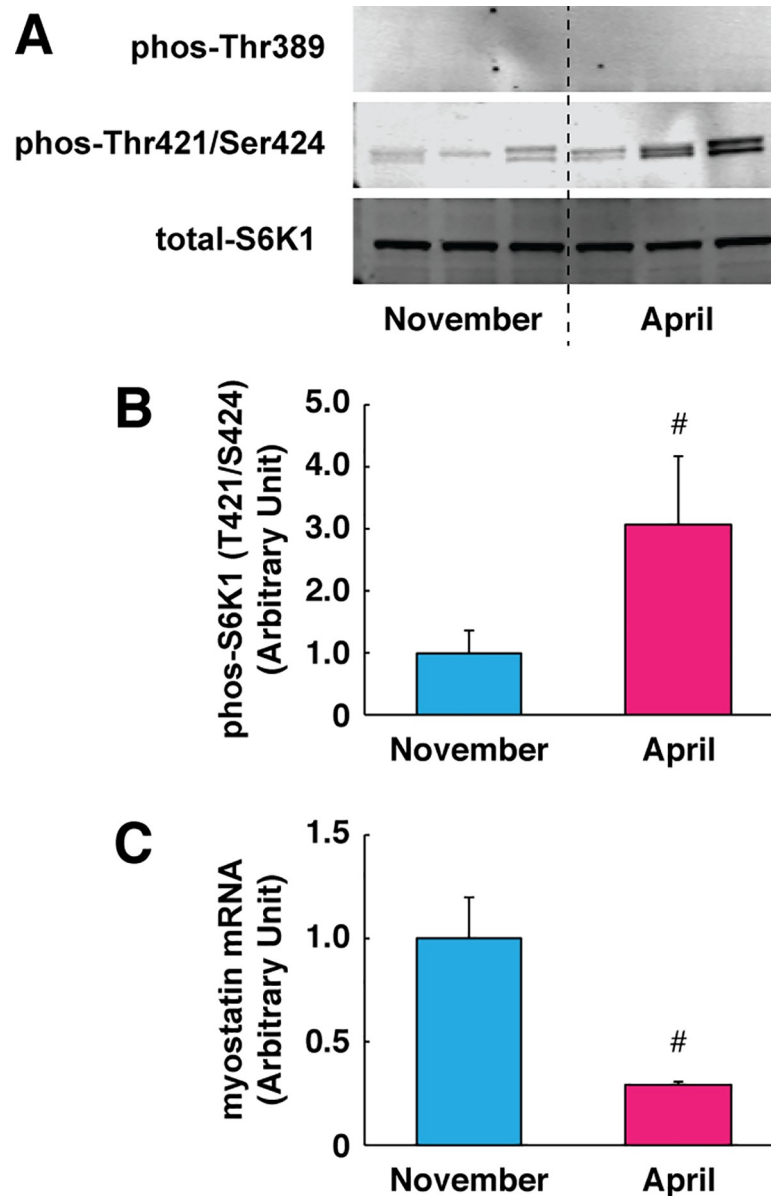 A
phos-Thr389
phos-Thr421/Ser424
total-S6K1
November April
B
phos-S6K1 (T421/S424)
(Arbitrary Unit)
5.0
4.0
3.0
2.0
1.0
0
#
November April
C
myostatin mRNA
(Arbitrary Unit)
1.5
1.0
0.5
0
#
November April